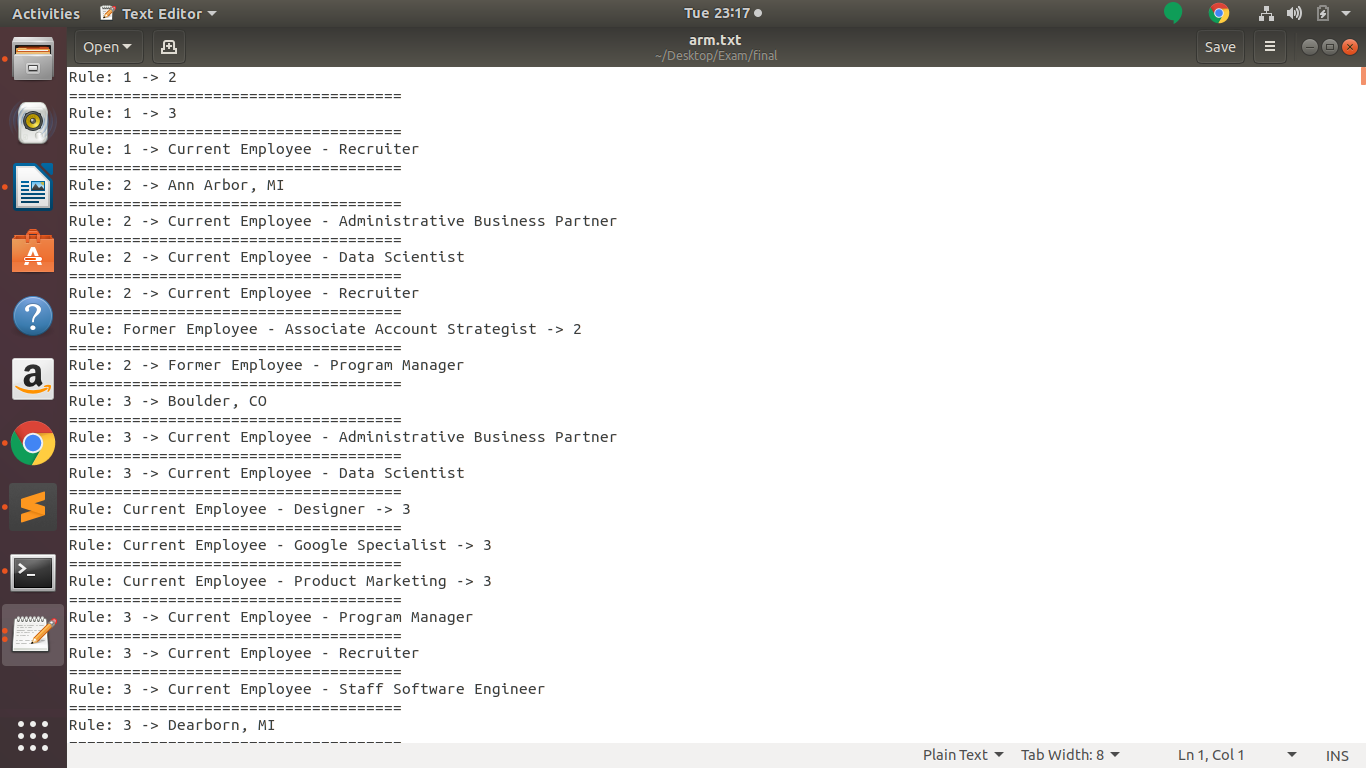 Activities Text Editor Tue 23:17
Open arm.txt Save
~/Desktop/Exam/final
Rule: 1 -> 2
=====================================
Rule: 1 -> 3
=====================================
Rule: 1 -> Current Employee - Recruiter
=====================================
Rule: 2 -> Ann Arbor, MI
=====================================
Rule: 2 -> Current Employee - Administrative Business Partner
=====================================
Rule: 2 -> Current Employee - Data Scientist
=====================================
Rule: 2 -> Current Employee - Recruiter
=====================================
Rule: Former Employee - Associate Account Strategist -> 2
=====================================
Rule: 2 -> Former Employee - Program Manager
=====================================
Rule: 3 -> Boulder, CO
=====================================
Rule: 3 -> Current Employee - Administrative Business Partner
=====================================
Rule: 3 -> Current Employee - Data Scientist
=====================================
Rule: Current Employee - Designer -> 3
=====================================
Rule: Current Employee - Google Specialist -> 3
=====================================
Rule: Current Employee - Product Marketing -> 3
=====================================
Rule: 3 -> Current Employee - Program Manager
=====================================
Rule: 3 -> Current Employee - Recruiter
=====================================
Rule: 3 -> Current Employee - Staff Software Engineer
=====================================
Rule: 3 -> Dearborn, MI
=====================================
Plain Text Tab Width: 8 Ln 1, Col 1 INS